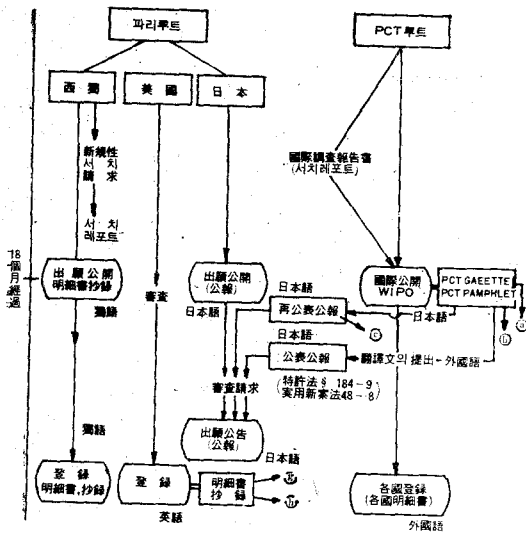 파리루트
PCT 루트
西獨
美國
日本
新規性
서치
請求
國際調査報告書
(서치레포트)
서치
레포트
18
個
月
經
過
出願公開
明細書抄錄
獨語
審査
出願公開
(公報)
日本語
日本語
再公表公報
國際公開
WIPO
PCT GAEETTE
PCT PAMPHLET
日本語
ⓐ
ⓑ
ⓒ
日本語
公表公報
翻譯文의 提出-外國語
審査請求
(特許法§ 184-9)
実用新案法48-8
出願公告
(公報)
日本語
獨語
登錄
明細書,抄錄
登錄
明細書
抄錄
英語
各國登錄
(各國明細書)
外國語